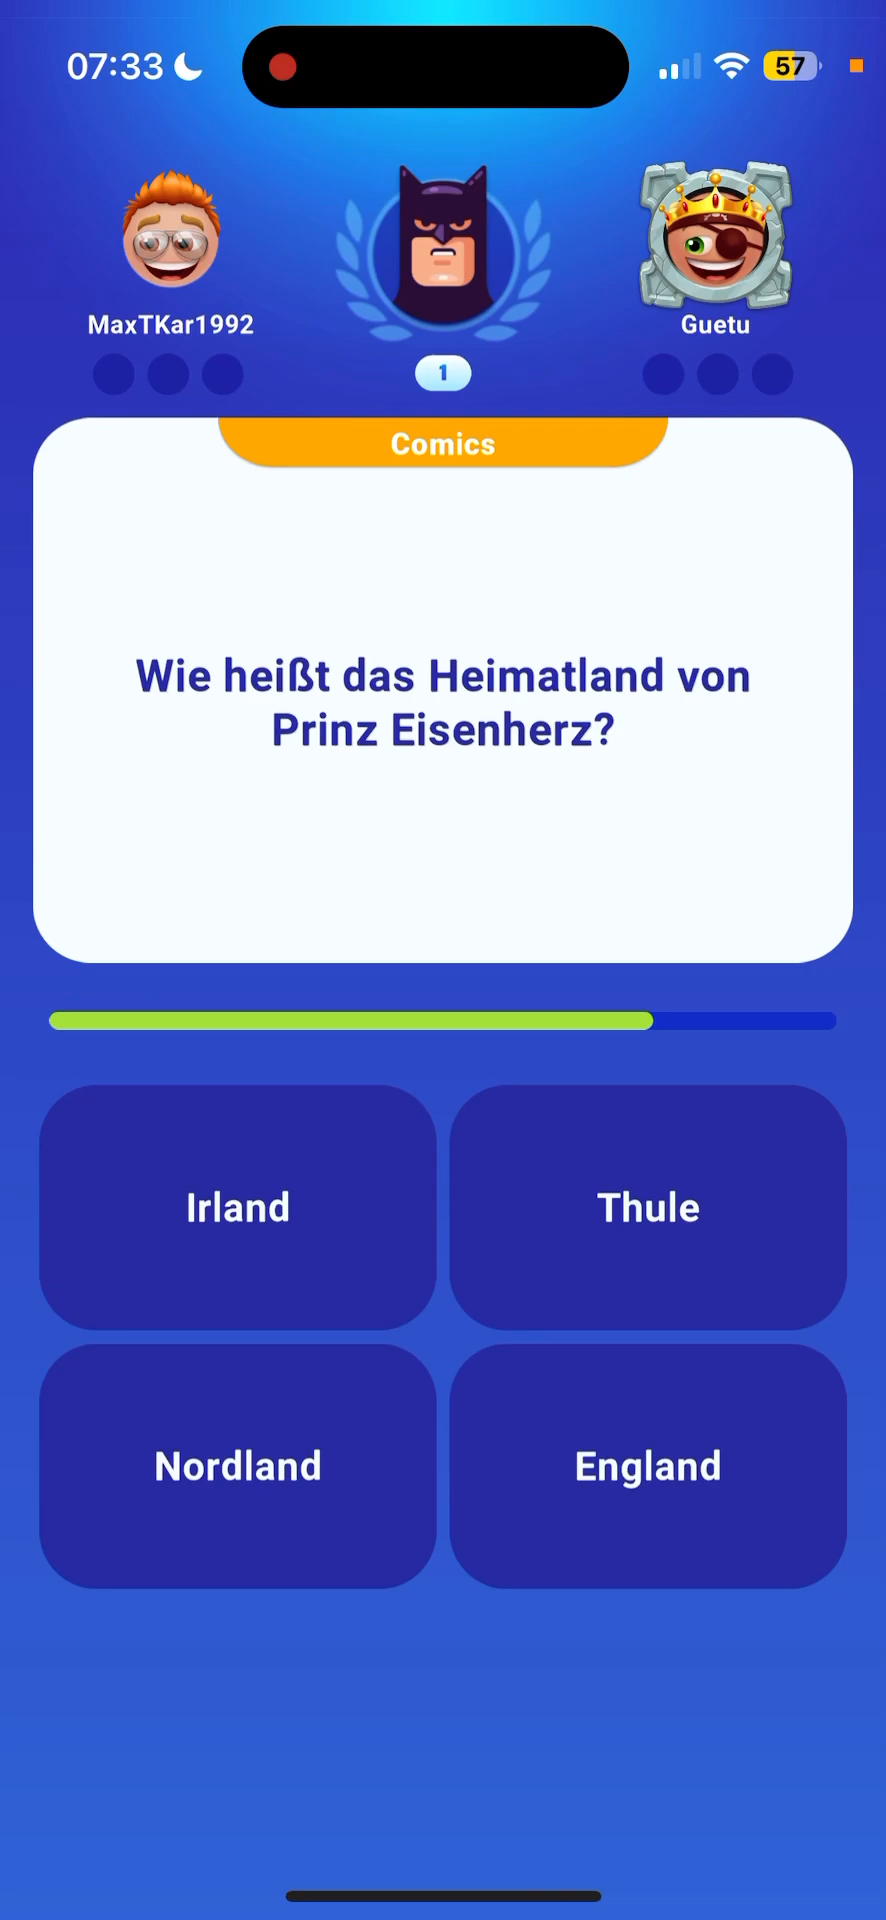 07:33
57
MaxTKar1992
Guetu
1
Comics
Wie heißt das Heimatland von
Prinz Eisenherz?
Irland
Thule
Nordland
England